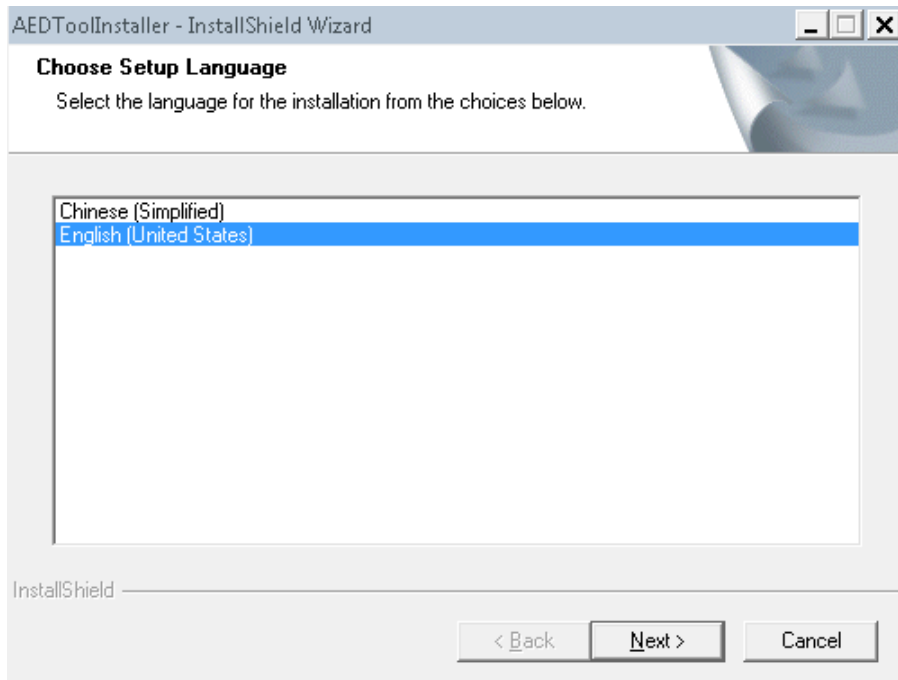 AEDToolInstaller - InstallShield Wizard
Choose Setup Language
Select the language for the installation from the choices below.
Chinese (Simplified)
English (United States)
InstallShield
< Back
Next >
Cancel